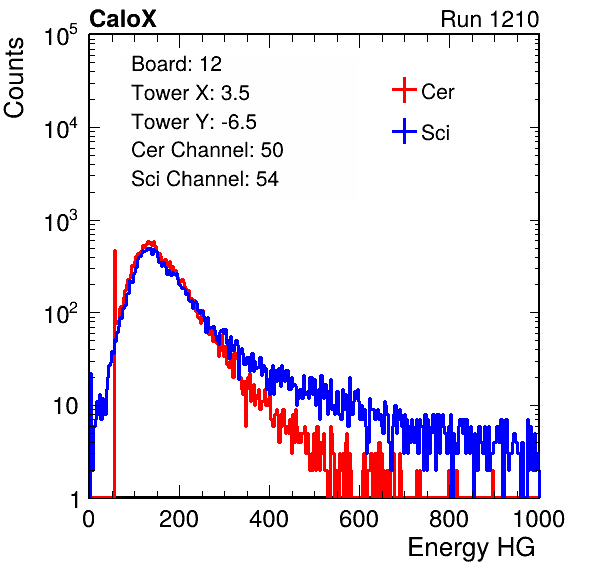 CaloX
Run 1210
Counts
10^5
10^4
10^3
10^2
10
1
Board: 12
Tower X: 3.5
Tower Y: -6.5
Cer Channel: 50
Sci Channel: 54
Cer
Sci
0 200 400 600 800 1000
Energy HG